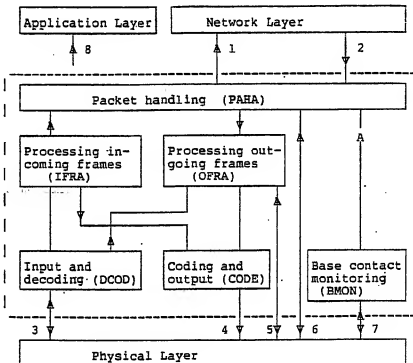 Application Layer
Network Layer
8
1
2
Packet handling (PAHA)
Processing in-
coming frames
(IFRA)
Processing out-
going frames
(OFRA)
A
Input and
decoding (DCOD)
Coding and
output (CODE)
Base contact
monitoring
(BMON)
3
4
5
6
7
Physical Layer